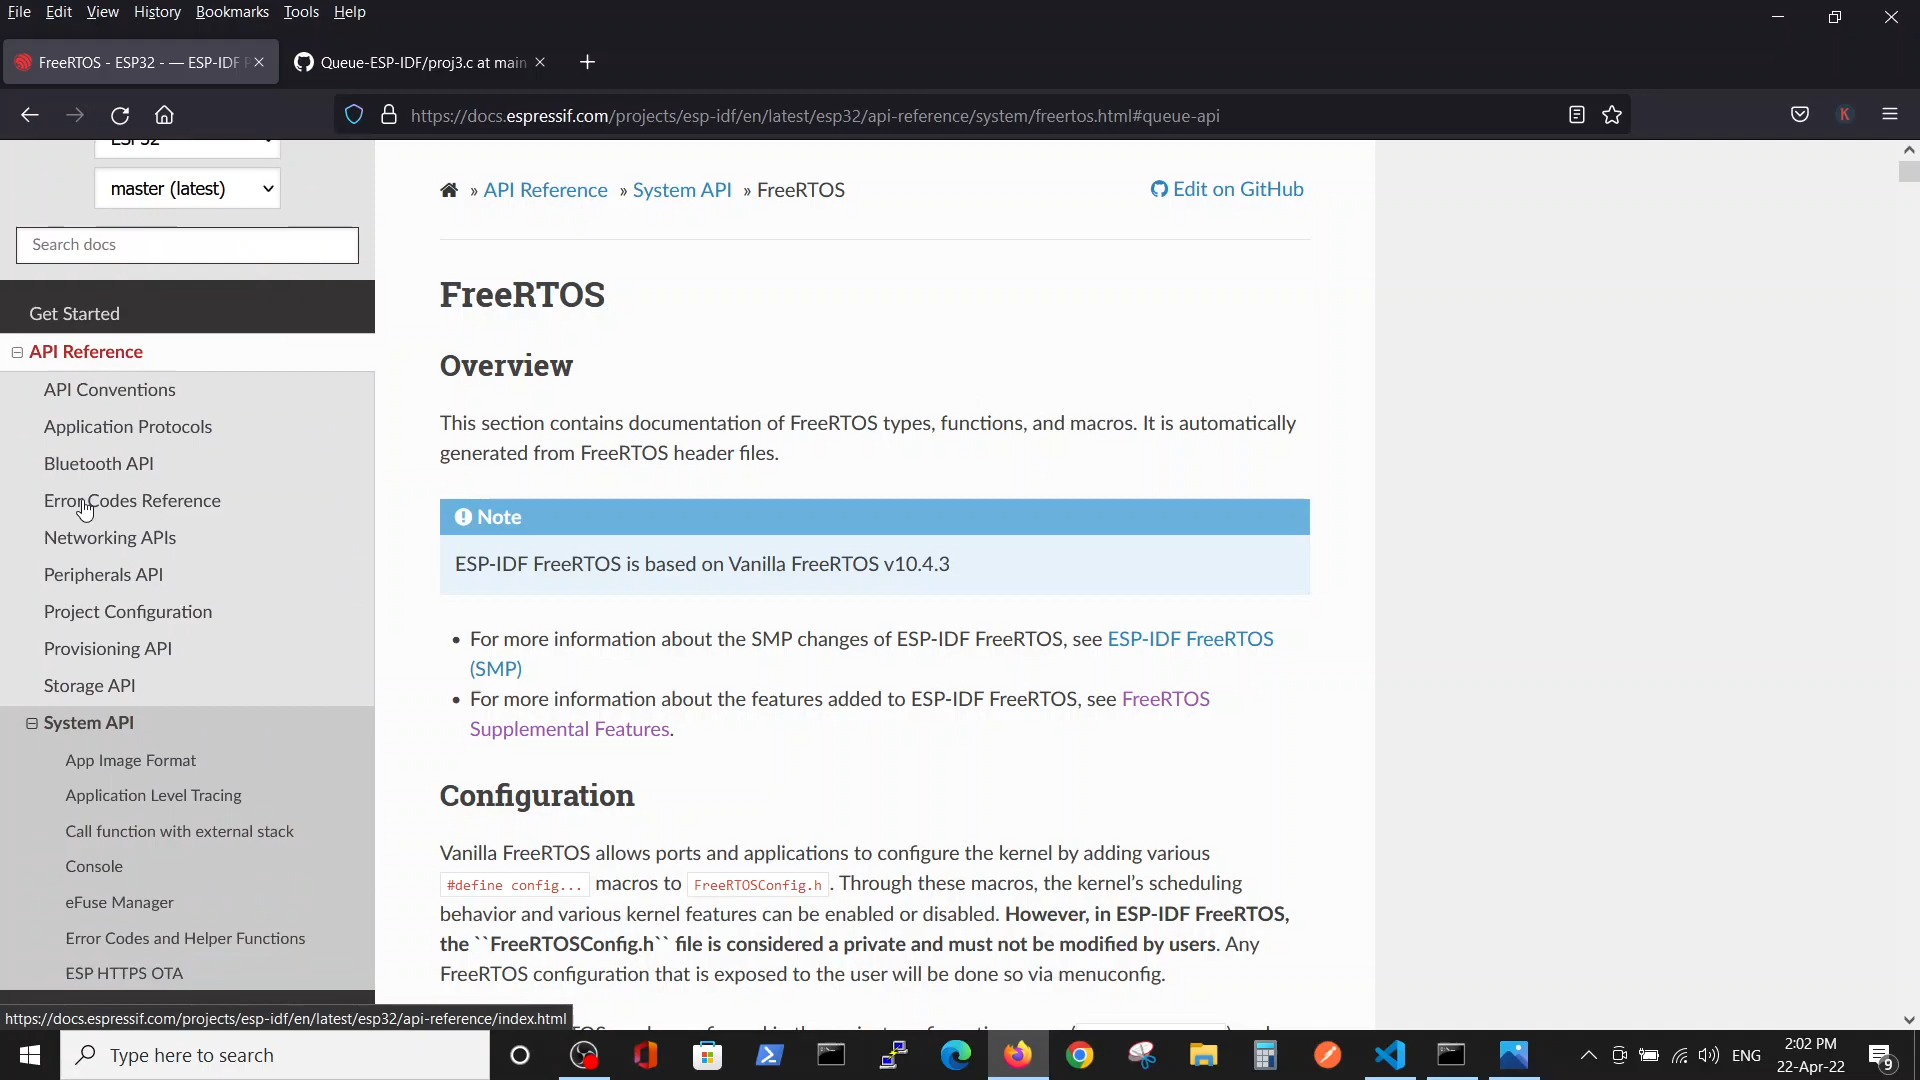 File Edit View History Bookmarks Tools Help
FreeRTOS - ESP32 - — ESP-IDF P
Queue-ESP-IDF/proj3.c at main
https://docs.espressif.com/projects/esp-idf/en/latest/esp32/api-reference/system/freertos.html#queue-api
K
ESP32
master (latest)
Search docs
Get Started
API Reference
API Conventions
Application Protocols
Bluetooth API
Error Codes Reference
Networking APIs
Peripherals API
Project Configuration
Provisioning API
Storage API
System API
App Image Format
Application Level Tracing
Call function with external stack
Console
eFuse Manager
Error Codes and Helper Functions
ESP HTTPS OTA
» API Reference » System API » FreeRTOS
Edit on GitHub
FreeRTOS
Overview
This section contains documentation of FreeRTOS types, functions, and macros. It is automatically
generated from FreeRTOS header files.
Note
ESP-IDF FreeRTOS is based on Vanilla FreeRTOS v10.4.3
• For more information about the SMP changes of ESP-IDF FreeRTOS, see ESP-IDF FreeRTOS
(SMP)
• For more information about the features added to ESP-IDF FreeRTOS, see FreeRTOS
Supplemental Features.
Configuration
Vanilla FreeRTOS allows ports and applications to configure the kernel by adding various
#define config... macros to FreeRTOSConfig.h . Through these macros, the kernel's scheduling
behavior and various kernel features can be enabled or disabled. However, in ESP-IDF FreeRTOS,
the ``FreeRTOSConfig.h`` file is considered a private and must not be modified by users. Any
FreeRTOS configuration that is exposed to the user will be done so via menuconfig.
https://docs.espressif.com/projects/esp-idf/en/latest/esp32/api-reference/index.html
Type here to search
ENG
2:02 PM
22-Apr-22
9